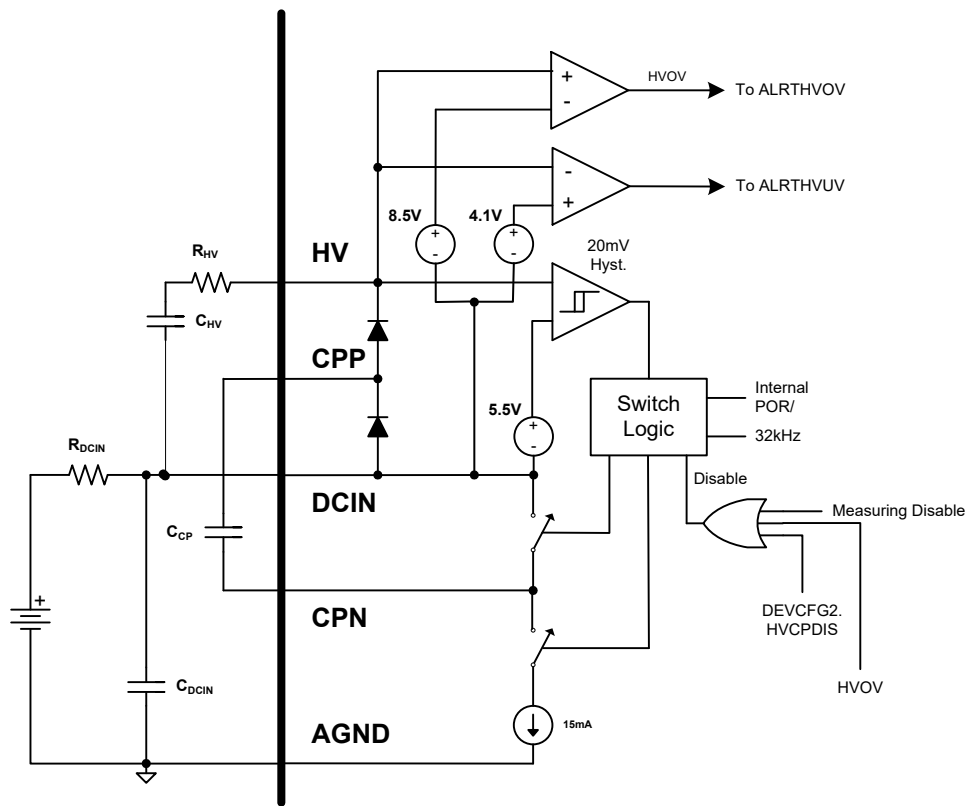 HVOV
To ALRTHVOV
+
-
-
+
To ALRTHVUV
8.5V
4.1V
+
-
+
-
20mV
Hyst.
HV
RHV
CHV
CPP
5.5V
+
-
Switch
Logic
Internal
POR/
32kHz
RDCIN
DCIN
Disable
Measuring Disable
CCP
+
CPN
DEVCFG2.
HVCPDIS
HVOV
CDCIN
AGND
15mA